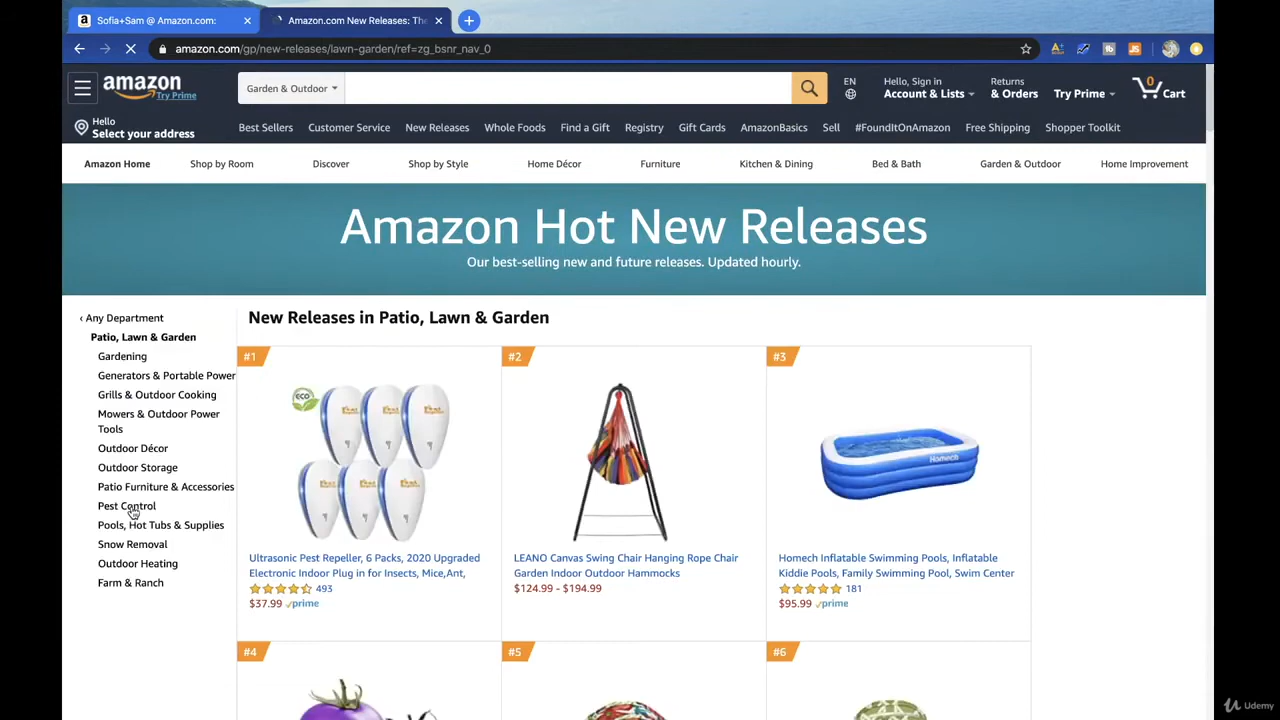 Sofia+Sam @ Amazon.com:
Amazon.com New Releases: The
amazon.com/gp/new-releases/lawn-garden/ref=zg_bsnr_nav_0
amazon
Try Prime
Garden & Outdoor
EN
Hello, Sign in
Account & Lists
Returns
& Orders
Try Prime
0
Cart
Hello
Select your address
Best Sellers Customer Service New Releases Whole Foods Find a Gift Registry Gift Cards AmazonBasics Sell #FoundItOnAmazon Free Shipping Shopper Toolkit
Amazon Home Shop by Room Discover Shop by Style Home Décor Furniture Kitchen & Dining Bed & Bath Garden & Outdoor Home Improvement
Amazon Hot New Releases
Our best-selling new and future releases. Updated hourly.
‹ Any Department
Patio, Lawn & Garden
Gardening
Generators & Portable Power
Grills & Outdoor Cooking
Mowers & Outdoor Power
Tools
Outdoor Décor
Outdoor Storage
Patio Furniture & Accessories
Pest Control
Pools, Hot Tubs & Supplies
Snow Removal
Outdoor Heating
Farm & Ranch
New Releases in Patio, Lawn & Garden
#1
ECO
Ultrasonic Pest Repeller, 6 Packs, 2020 Upgraded
Electronic Indoor Plug in for Insects, Mice,Ant,
493
$37.99 prime
#2
LEANO Canvas Swing Chair Hanging Rope Chair
Garden Indoor Outdoor Hammocks
$124.99 - $194.99
#3
Homech
Homech Inflatable Swimming Pools, Inflatable
Kiddie Pools, Family Swimming Pool, Swim Center
181
$95.99 prime
#4
#5
#6
Udemy